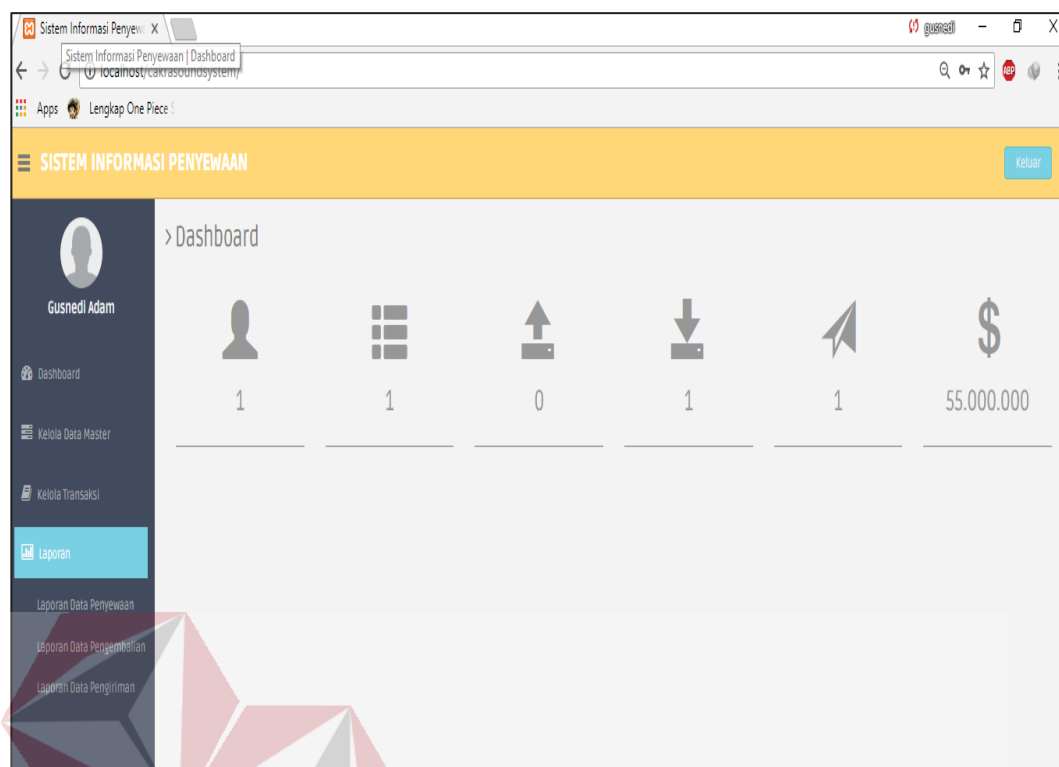 Sistem Informasi Penyew
gusnedi
Sistem Informasi Penyewaan | Dashboard
localhost/cakrasoundsystem/
ABP
Apps Lengkap One Piece S
SISTEM INFORMASI PENYEWAAN
Keluar
Gusnedi Adam
> Dashboard
1 1 0 1 1 55.000.000
Dashboard
Kelola Data Master
Kelola Transaksi
Laporan
Laporan Data Penyewaan
Laporan Data Pengembalian
Laporan Data Pengiriman